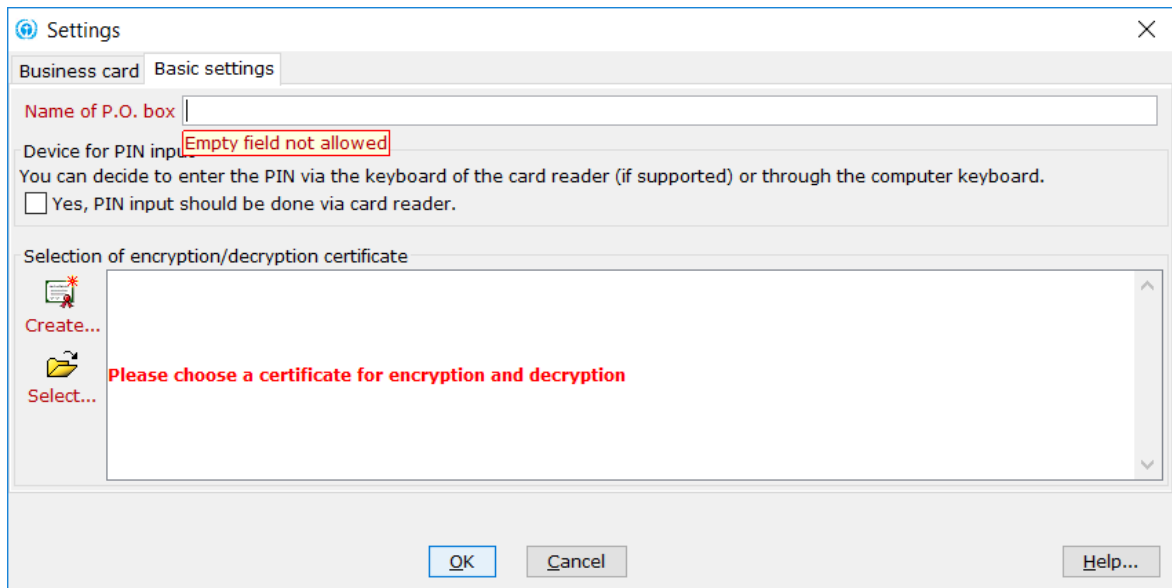 Settings
Business card Basic settings
Name of P.O. box
Empty field not allowed
Device for PIN input
You can decide to enter the PIN via the keyboard of the card reader (if supported) or through the computer keyboard.
Yes, PIN input should be done via card reader.
Selection of encryption/decryption certificate
Create...
Please choose a certificate for encryption and decryption
Select...
OK Cancel Help...